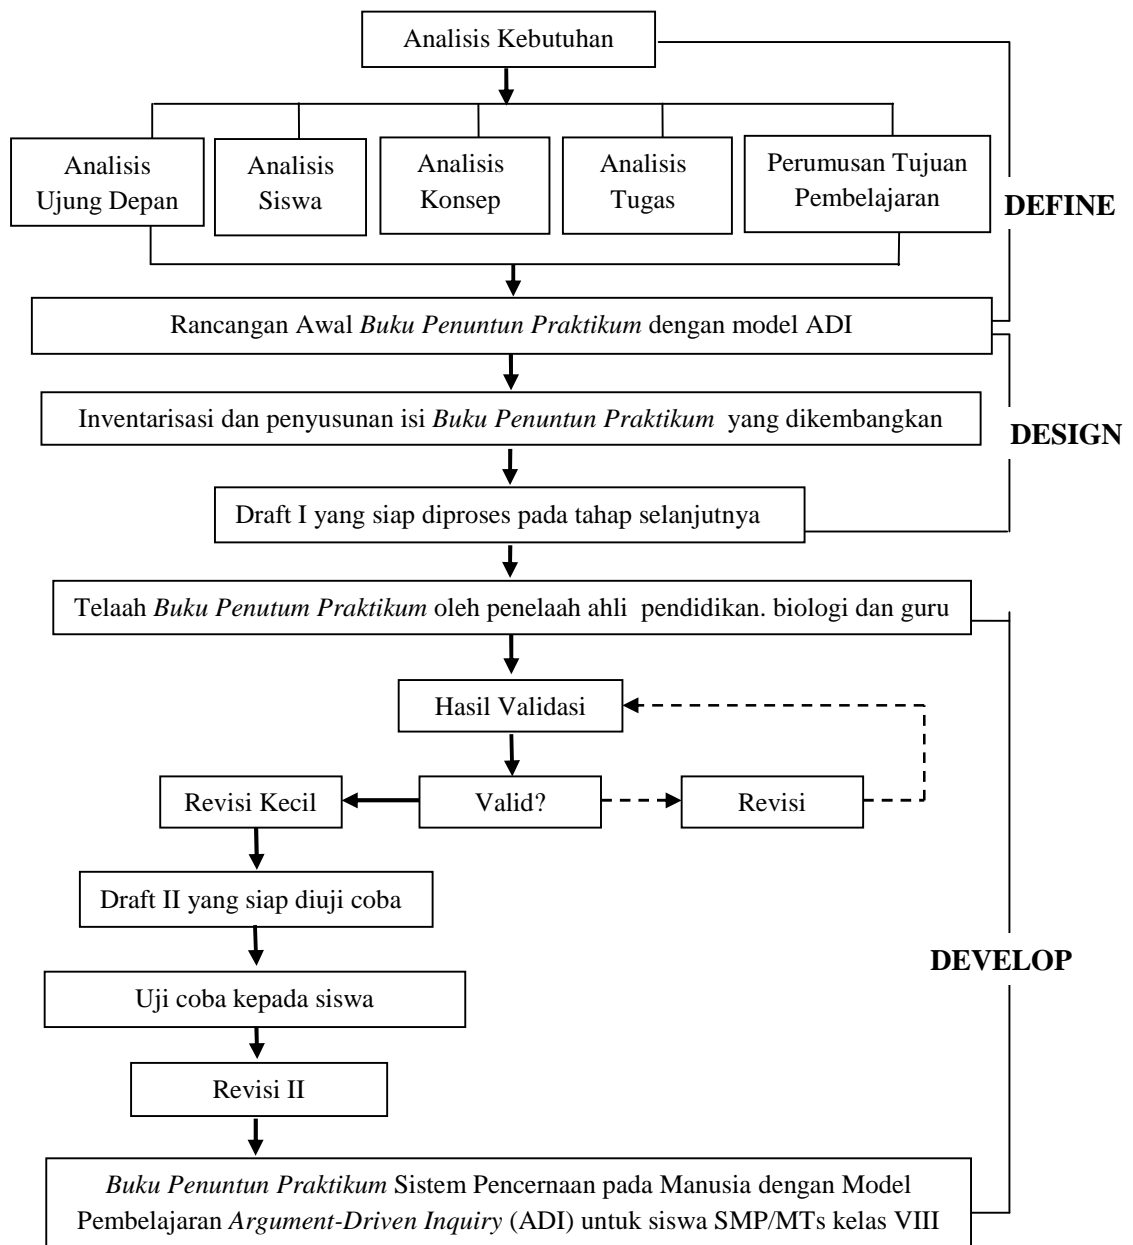 Analisis Kebutuhan
Analisis
Ujung Depan
Analisis
Siswa
Analisis
Konsep
Analisis
Tugas
Perumusan Tujuan
Pembelajaran
DEFINE
Rancangan Awal Buku Penuntun Praktikum dengan model ADI
Inventarisasi dan penyusunan isi Buku Penuntun Praktikum yang dikembangkan
DESIGN
Draft I yang siap diproses pada tahap selanjutnya
Telaah Buku Penutum Praktikum oleh penelaah ahli pendidikan. biologi dan guru
Hasil Validasi
Revisi Kecil
Valid?
Revisi
Draft II yang siap diuji coba
DEVELOP
Uji coba kepada siswa
Revisi II
Buku Penuntun Praktikum Sistem Pencernaan pada Manusia dengan Model
Pembelajaran Argument-Driven Inquiry (ADI) untuk siswa SMP/MTs kelas VIII